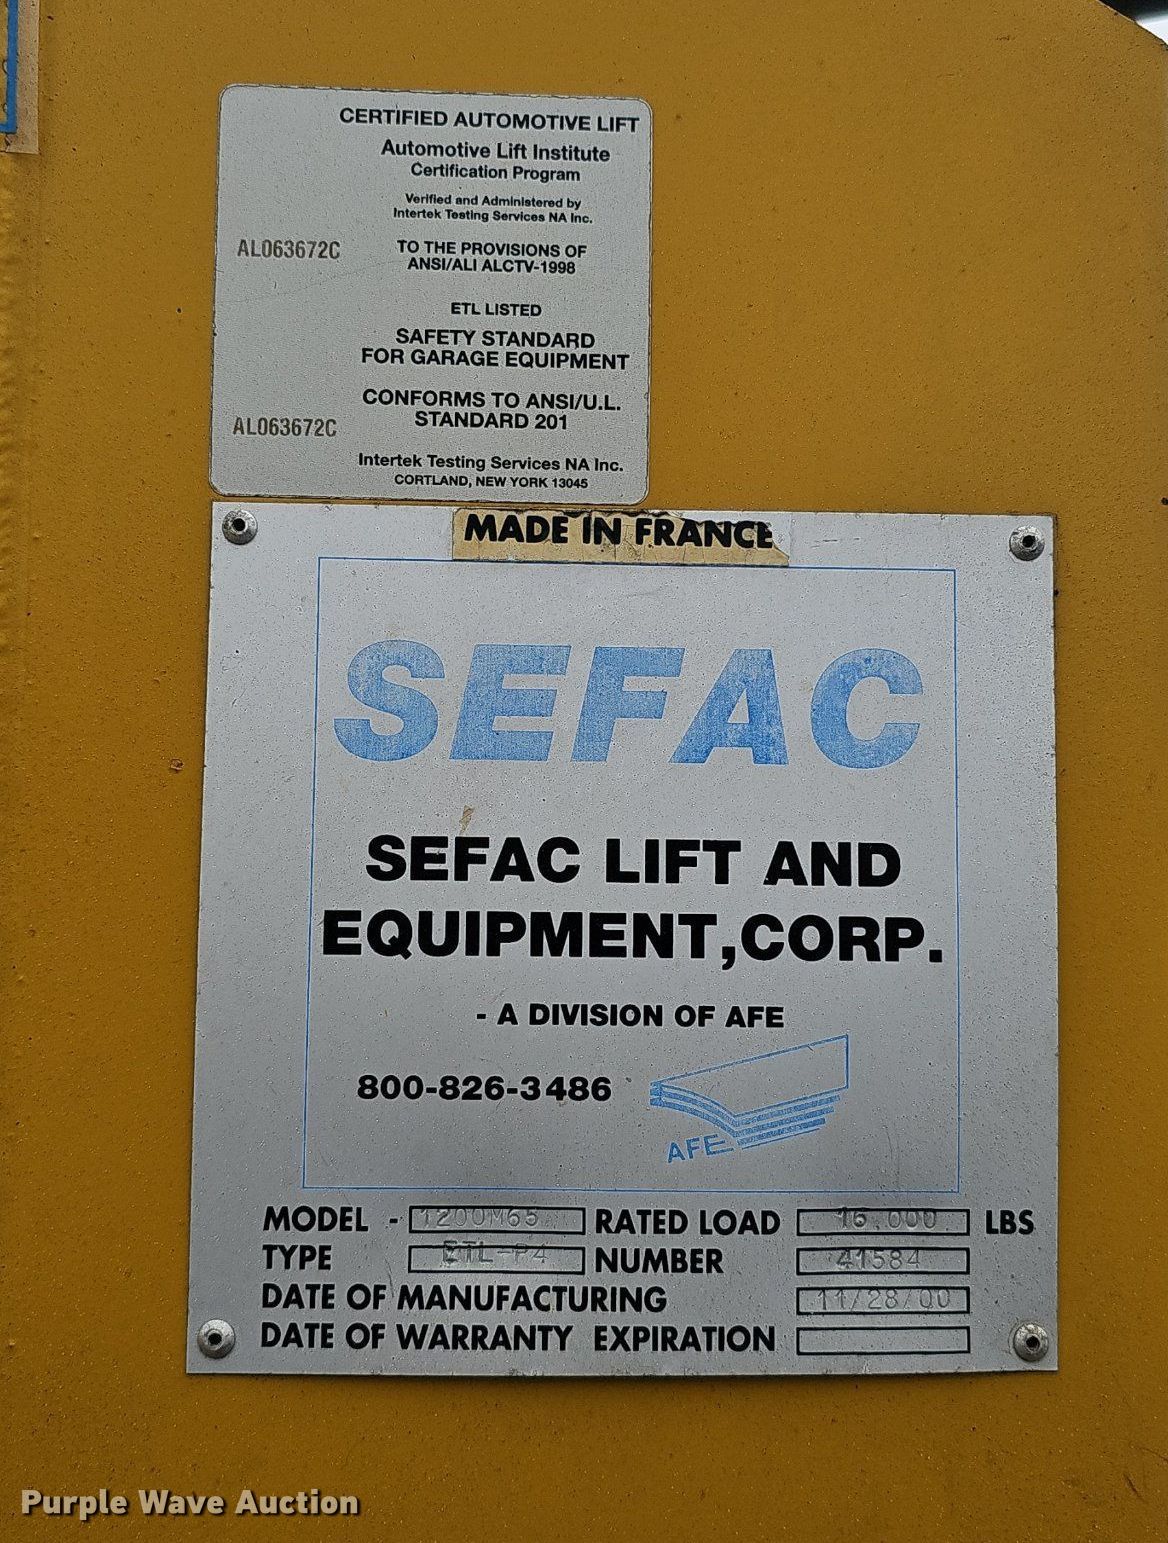 CERTIFIED AUTOMOTIVE LIFT
Automotive Lift Institute
Certification Program
Verified and Administered by
Intertek Testing Services NA Inc.
AL063672C
TO THE PROVISIONS OF
ANSI/ALI ALCTV-1998
ETL LISTED
SAFETY STANDARD
FOR GARAGE EQUIPMENT
CONFORMS TO ANSI/U.L.
STANDARD 201
AL063672C
Intertek Testing Services NA Inc.
CORTLAND, NEW YORK 13045
MADE IN FRANCE
SEFAC
SEFAC LIFT AND
EQUIPMENT,CORP.
- A DIVISION OF AFE
800-826-3486
AFE
MODEL - 1200M65 RATED LOAD 16.000 LBS
TYPE ETL-P4 NUMBER 41584
DATE OF MANUFACTURING 11/28/00
DATE OF WARRANTY EXPIRATION
Purple Wave Auction